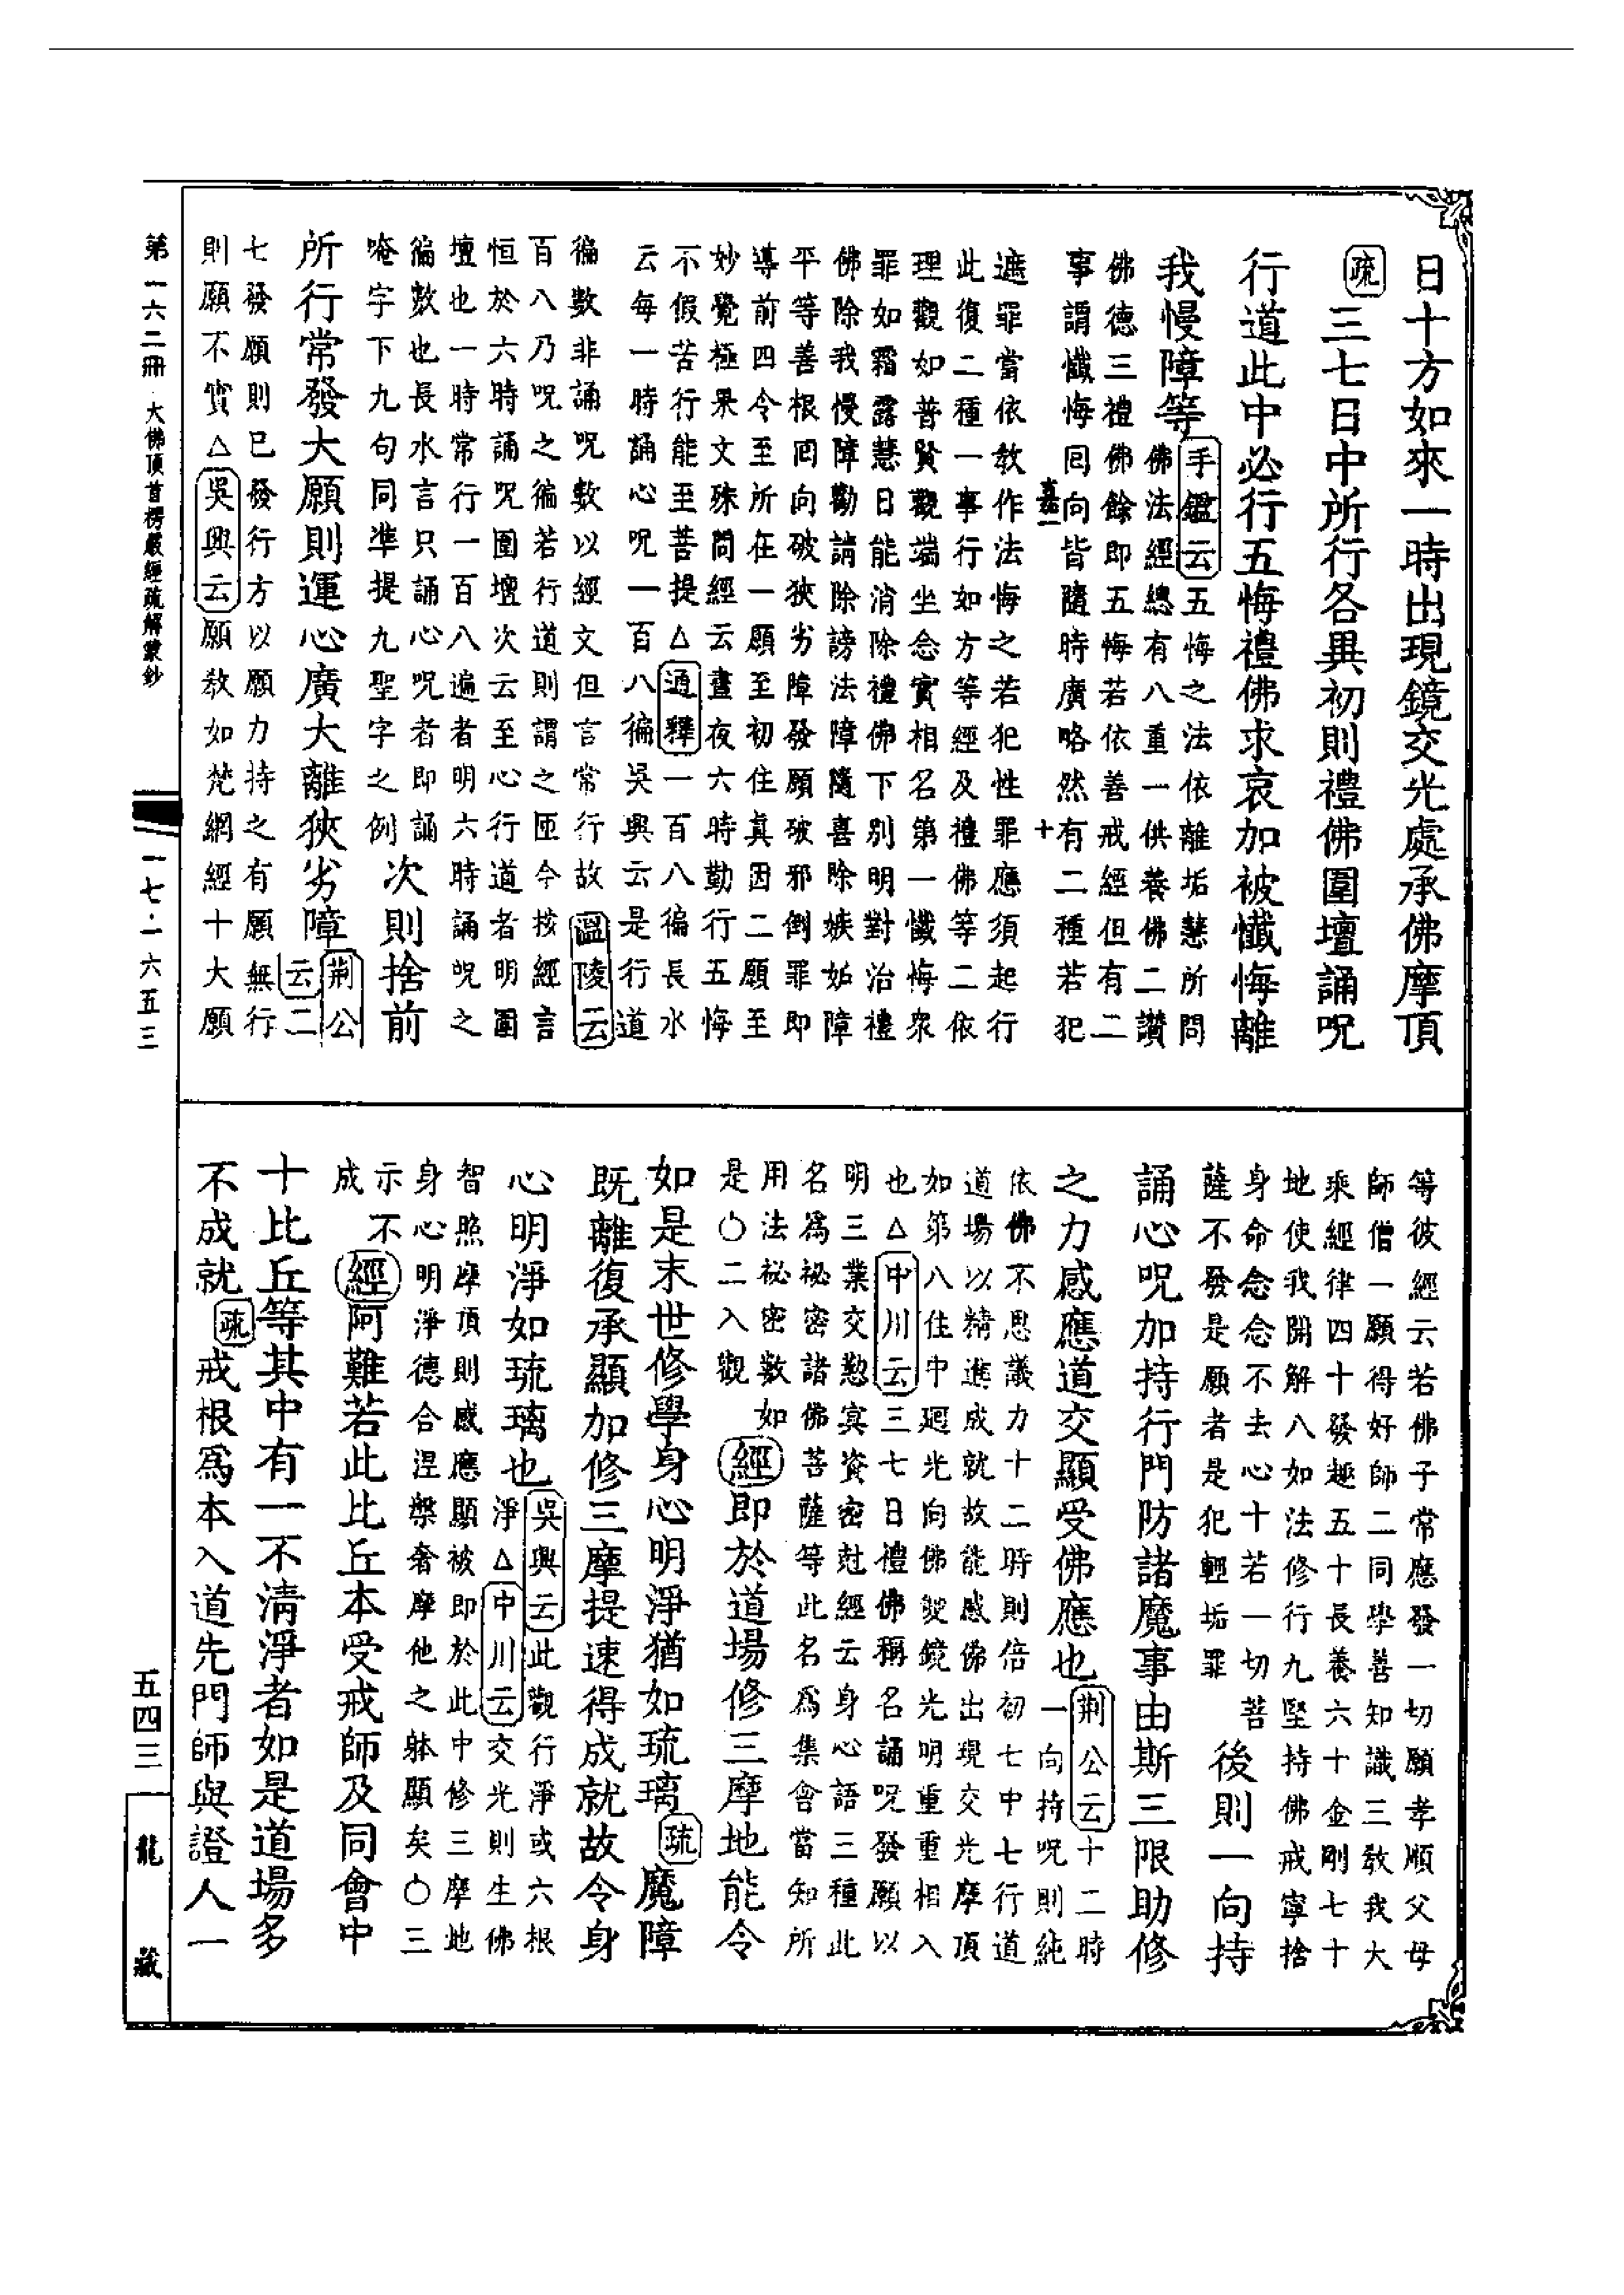 日十方如來一時出現鏡交光處承佛摩頂
疏三七日中所行各異初則禮佛圍壇誦呪
行道此中必行五悔禮佛求哀加被懺悔離
我慢障等
手鑑云五悔之法依離垢慧所問
佛法經總有八重一供養佛二讚
佛德三禮佛餘即五悔若依善戒經但有二
事謂懺悔回向皆隨時廣略然有二種若犯
嘉一
十
遮罪當依教作法悔之若犯性罪應須起行
此復二種一事行如方等經及禮佛等二依
理觀如普賢觀端坐念實相名第一懺悔眾
罪如霜露慧日能消除禮佛下別明對治禮
佛除我慢障勸請除謗法障隨喜除嫉妬障
平等善根回向破狹劣障發願破邪倒罪即
導前四令至所在一願至初住真因二願至
妙覺極果文殊問經云晝夜六時勤行五悔
不假苦行能至菩提△通釋一百八徧長水
云每一時誦心呪一百八徧吳興云是行道
徧數非誦呪數以經文但言常行故溫陵云
百八乃呪之徧若行道則謂之匝今按經言
恒於六時誦呪圍壇次云至心行道者明圍
壇也一時常行一百八遍者明六時誦呪之
徧數也長水言只誦心呪者即誦
唵字下九句同準提九聖字之例
次則捨前
所行常發大願則運心廣大離狹劣障
荊公
云二
七發願則已發行方以願力持之有願無行
則願不實△吳興云願教如梵網經十大願
第一六二冊 大佛頂首楞嚴經疏解蒙鈔
一七·一六五三
等彼經云若佛子常應發一切願孝順父母
師僧一願得好師二同學善知識三教我大
乘經律四十發趣五十長養六十金剛七十
地使我開解八如法修行九堅持佛戒寧捨
身命念念不去心十若一切菩
薩不發是願者是犯輕垢罪
後則一向持
誦心呪加持行門防諸魔事由斯三限助修
之力感應道交顯受佛應也
荊公云十二時
一向持呪則純
依佛不思議力十二時則倍初七中七行道
道場以精進成就故能感佛出現交光摩頂
如第八住中廻光向佛從鏡光明重重相入
也△中川云三七日禮佛稱名誦呪發願以
明三業交懃冥資密尅經云身心語三種此
名為祕密諸佛菩薩等此名為集會當知所
用法祕密數如
是〇二入觀
經即於道場修三摩地能令
如是末世修學身心明淨猶如琉璃疏魔障
既離復承顯加修三摩提速得成就故令身
心明淨如琉璃也
吳興云此觀行淨或六根
淨△中川云交光則生佛
智照摩頂則感應顯被即於此中修三摩地
身心明淨德合涅槃奢摩他之躰顯矣〇三
示不
成
經阿難若此比丘本受戒師及同會中
十比丘等其中有一不清淨者如是道場多
不成就疏戒根為本入道先門師與證人一
五四三
龍藏